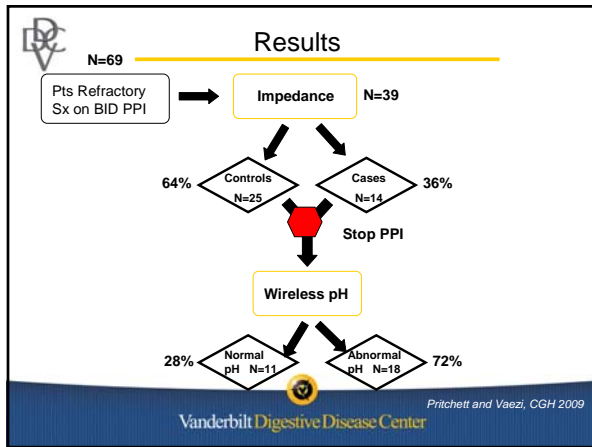 DDC
V
Results
N=69
Pts Refractory
Sx on BID PPI
Impedance
N=39
64%
Controls
N=25
Cases
N=14
36%
Stop PPI
Wireless pH
28%
Normal
pH N=11
Abnormal
pH N=18
72%
Pritchett and Vaezi, CGH 2009
Vanderbilt Digestive Disease Center